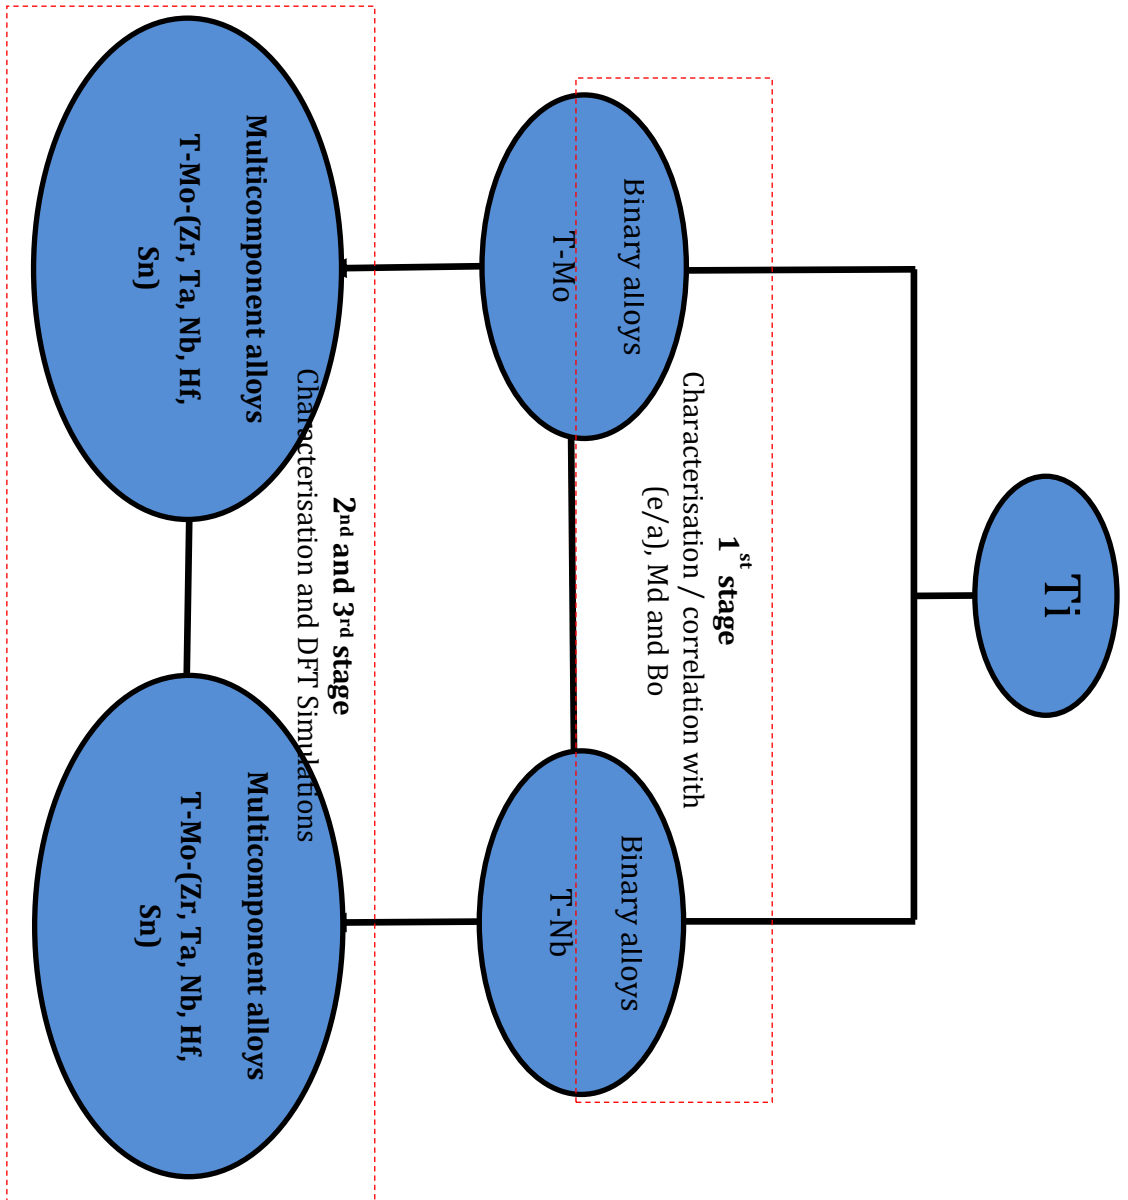 Ti
1st stage
Characterisation / correlation with
(e/a), Md and Bo
Binary alloys
T-Mo
Binary alloys
T-Nb
2nd and 3rd stage
Characterisation and DFT Simulations
Multicomponent alloys
T-Mo-(Zr, Ta, Nb, Hf,
Sn)
Multicomponent alloys
T-Mo-(Zr, Ta, Nb, Hf,
Sn)